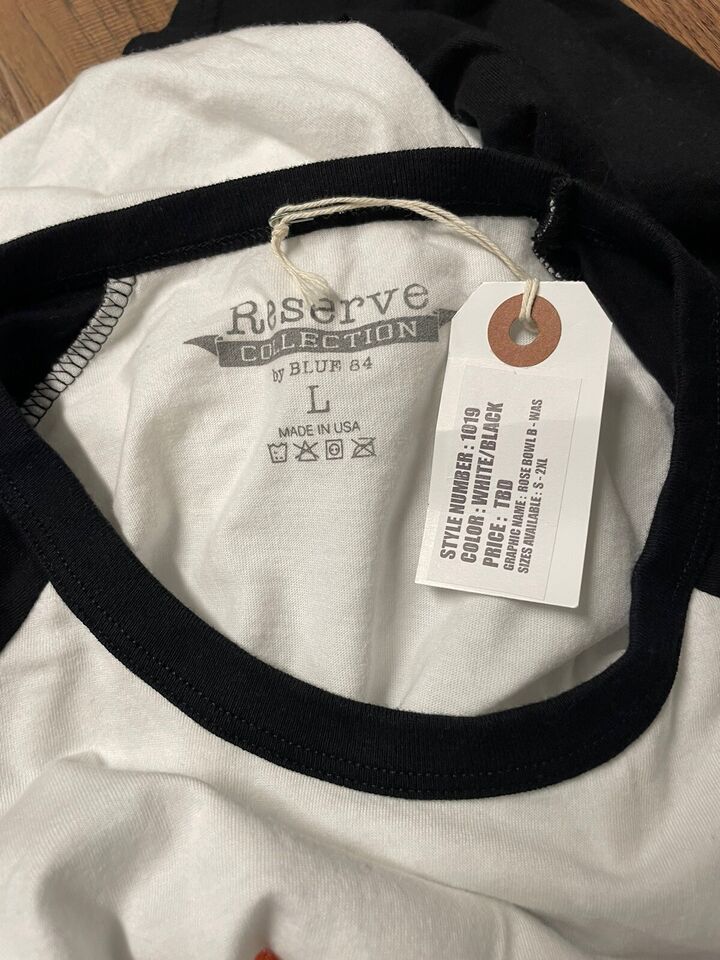 Reserve
COLLECTION
by BLUE 84
L
MADE IN USA
STYLE NUMBER : 1019
COLOR : WHITE/BLACK
PRICE : TBD
GRAPHIC NAME : ROSE BOWL B - WAS
SIZES AVAILABLE : S - 2XL